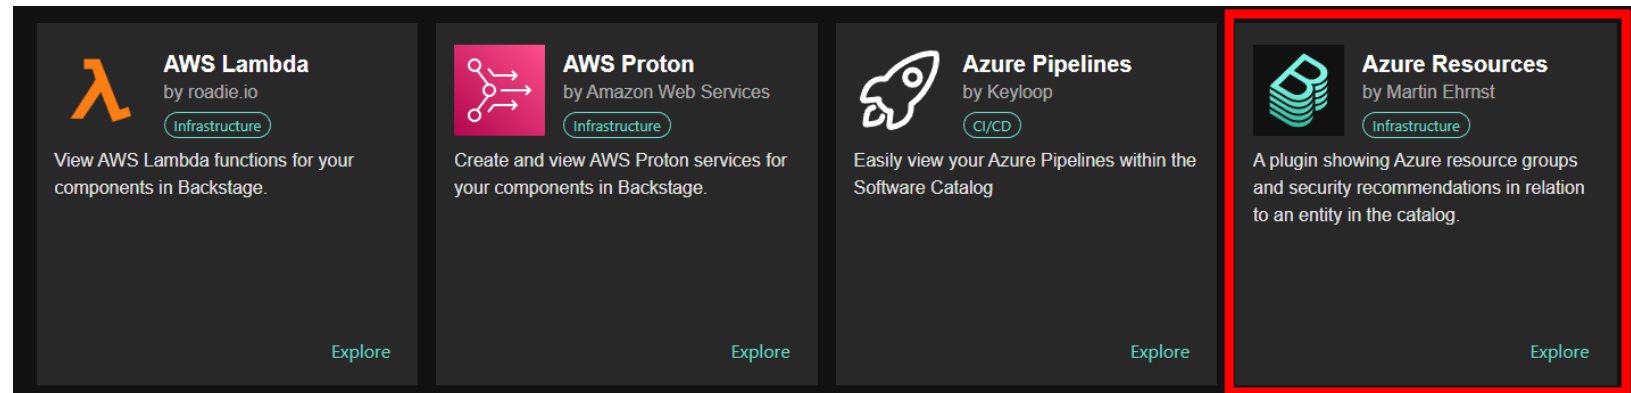 AWS Lambda
by roadie.io
Infrastructure
View AWS Lambda functions for your
components in Backstage.
Explore
AWS Proton
by Amazon Web Services
Infrastructure
Create and view AWS Proton services for
your components in Backstage.
Explore
Azure Pipelines
by Keyloop
CI/CD
Easily view your Azure Pipelines within the
Software Catalog
Explore
Azure Resources
by Martin Ehrnst
Infrastructure
A plugin showing Azure resource groups
and security recommendations in relation
to an entity in the catalog.
Explore